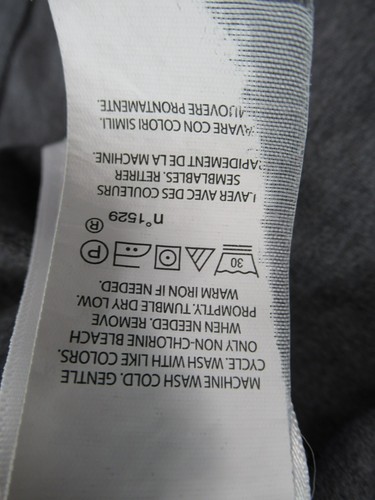 MACHINE WASH COLD. GENTLE
CYCLE. WASH WITH LIKE COLORS.
ONLY NON-CHLORINE BLEACH
WHEN NEEDED. REMOVE
PROMPTLY. TUMBLE DRY LOW.
WARM IRON IF NEEDED.
30 P
n°1529 ®
LAVER AVEC DES COULEURS
SEMBLABLES. RETIRER
RAPIDEMENT DE LA MACHINE.
LAVARE CON COLORI SIMILI.
PRONTAMENTE.